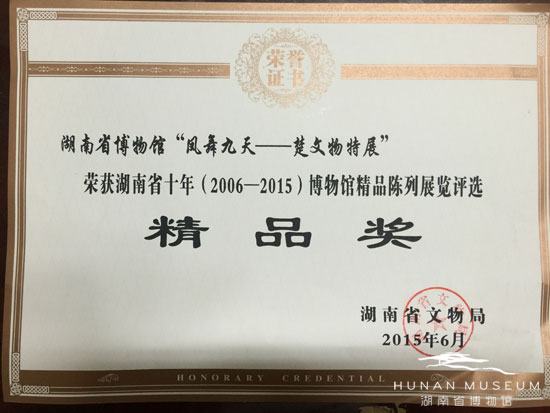 荣誉
证书
湖南省博物馆“凤舞九天——楚文物特展”
荣获湖南省十年（2006—2015）博物馆精品陈列展览评选
精品奖
湖南省文物局
2015年6月
HONORARY CREDENTIAL
HUNAN MUSEUM
湖南省博物馆